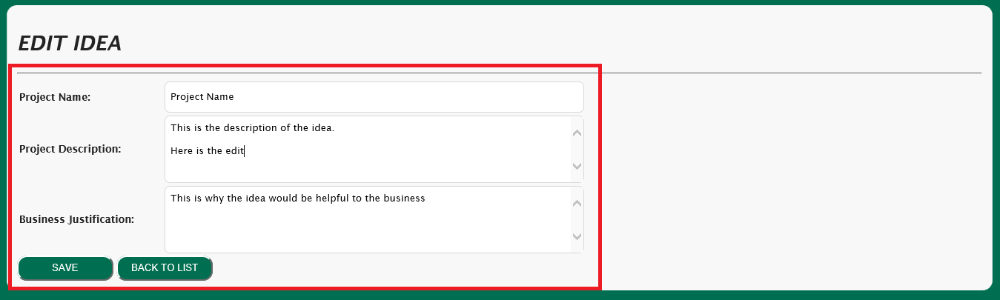 EDIT IDEA
Project Name:
Project Name
Project Description:
This is the description of the idea.
Here is the edit
Business Justification:
This is why the idea would be helpful to the business
SAVE
BACK TO LIST